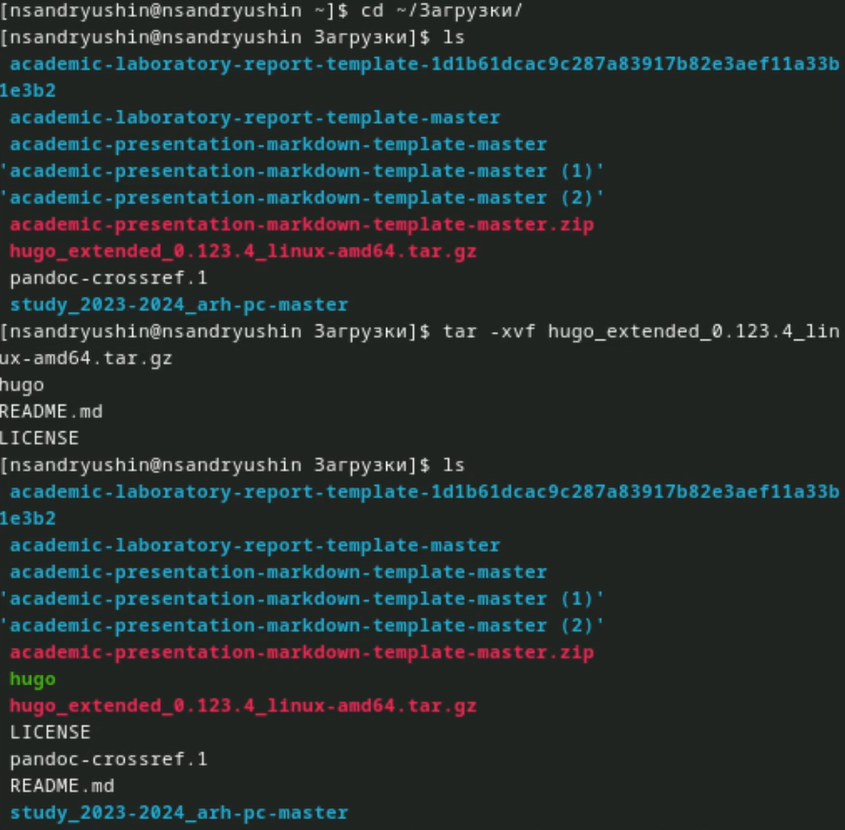 [nsandryushin@nsandryushin ~]$ cd ~/Загрузки/
[nsandryushin@nsandryushin Загрузки]$ ls
academic-laboratory-report-template-1d1b61dcac9c287a83917b82e3aef11a33b
1e3b2
academic-laboratory-report-template-master
academic-presentation-markdown-template-master
'academic-presentation-markdown-template-master (1)'
'academic-presentation-markdown-template-master (2)'
academic-presentation-markdown-template-master.zip
hugo_extended_0.123.4_linux-amd64.tar.gz
pandoc-crossref.1
study_2023-2024_arh-pc-master
[nsandryushin@nsandryushin Загрузки]$ tar -xvf hugo_extended_0.123.4_lin
ux-amd64.tar.gz
hugo
README.md
LICENSE
[nsandryushin@nsandryushin Загрузки]$ ls
academic-laboratory-report-template-1d1b61dcac9c287a83917b82e3aef11a33b
1e3b2
academic-laboratory-report-template-master
academic-presentation-markdown-template-master
'academic-presentation-markdown-template-master (1)'
'academic-presentation-markdown-template-master (2)'
academic-presentation-markdown-template-master.zip
hugo
hugo_extended_0.123.4_linux-amd64.tar.gz
LICENSE
pandoc-crossref.1
README.md
study_2023-2024_arh-pc-master